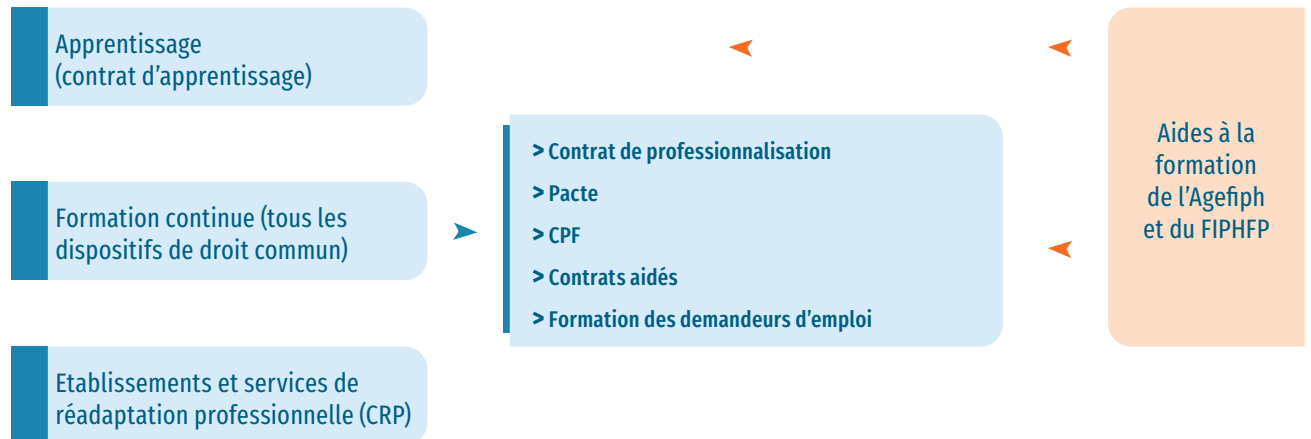 Apprentissage
(contrat d’apprentissage)
Formation continue (tous les
dispositifs de droit commun)
Etablissements et services de
réadaptation professionnelle (CRP)
> Contrat de professionnalisation
> Pacte
> CPF
> Contrats aidés
> Formation des demandeurs d’emploi
Aides à la
formation
de l’Agefiph
et du FIPHFP